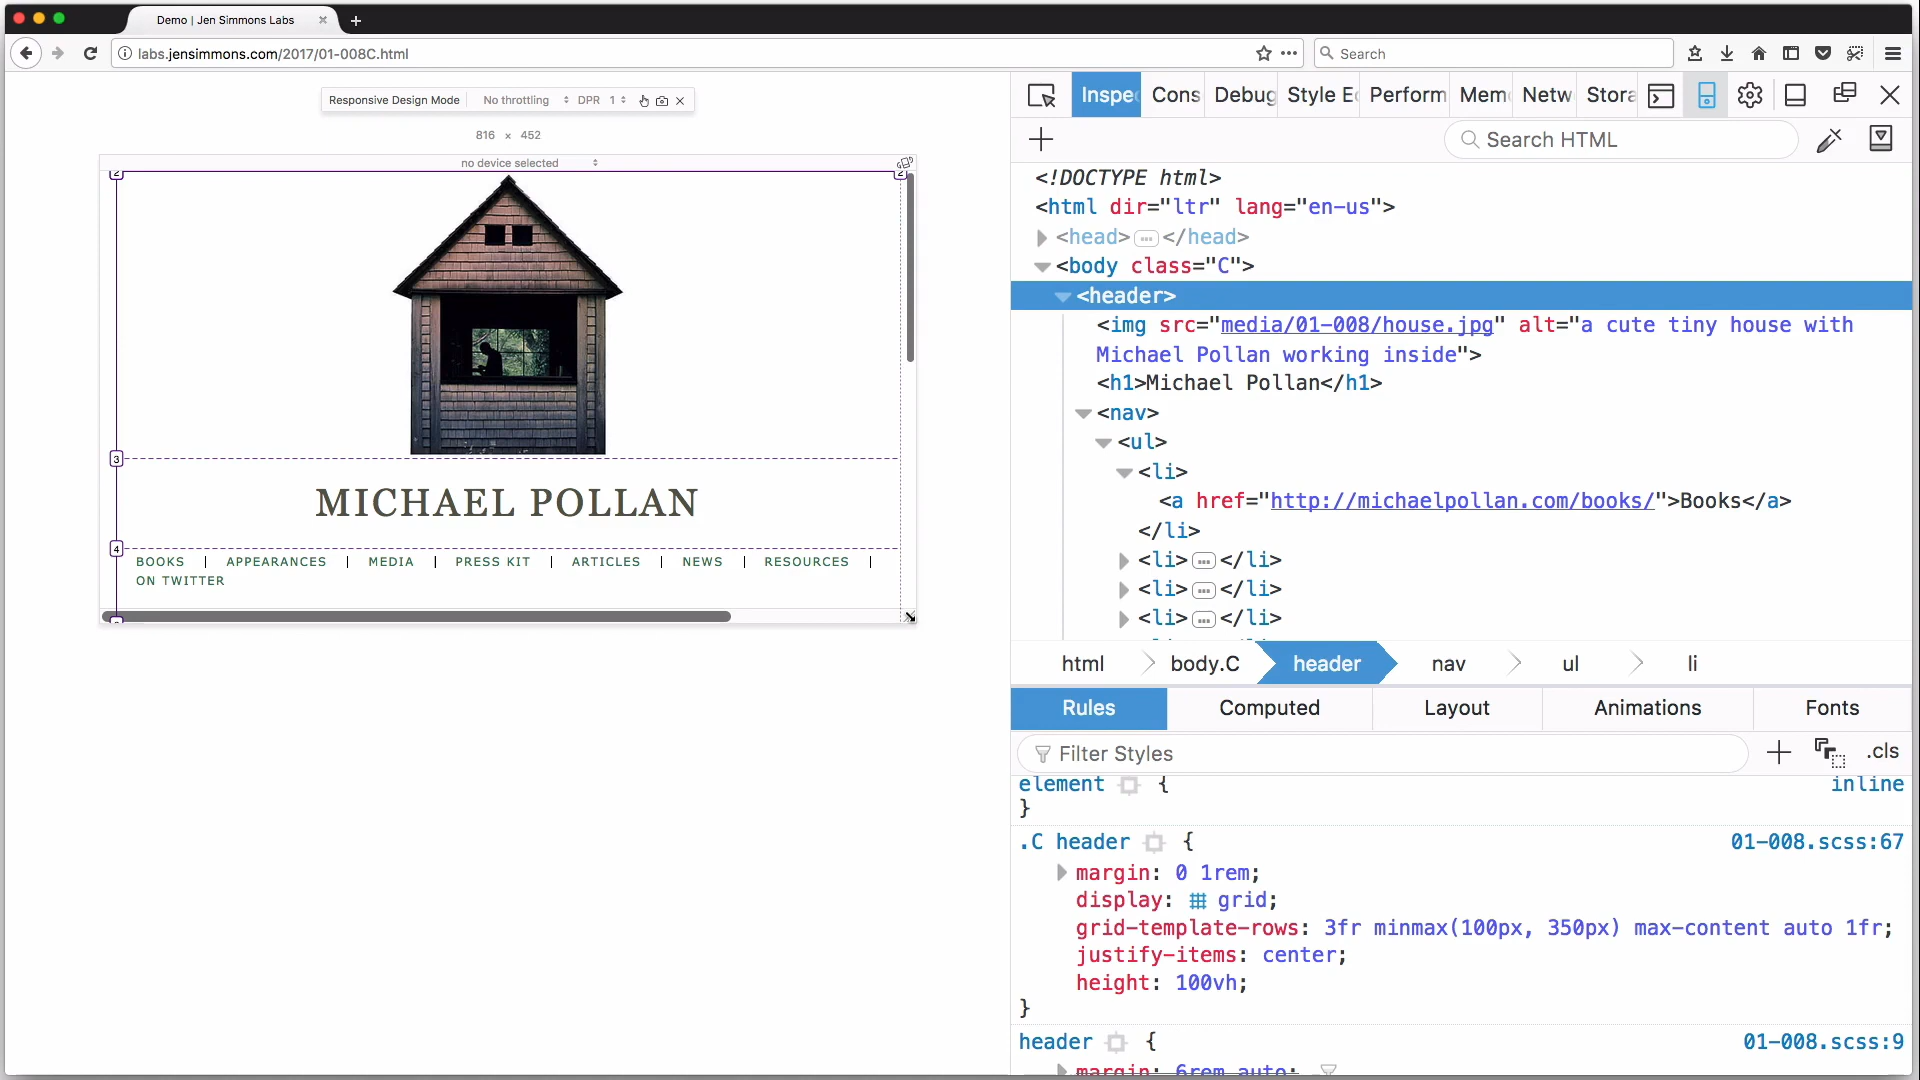 Demo | Jen Simmons Labs
labs.jensimmons.com/2017/01-008C.html
Search
Responsive Design Mode No throttling DPR 1
816 × 452
no device selected
2 2
3
MICHAEL POLLAN
4
BOOKS | APPEARANCES | MEDIA | PRESS KIT | ARTICLES | NEWS | RESOURCES |
ON TWITTER
Inspe Cons Debug Style E Perform Mem Netw Stora
Search HTML
<!DOCTYPE html>
<html dir="ltr" lang="en-us">
<head>…</head>
<body class="C">
<header>
<img src="media/01-008/house.jpg" alt="a cute tiny house with
Michael Pollan working inside">
<h1>Michael Pollan</h1>
<nav>
<ul>
<li>
<a href="http://michaelpollan.com/books/">Books</a>
</li>
<li>…</li>
<li>…</li>
<li>…</li>
html body.C header nav ul li
Rules Computed Layout Animations Fonts
Filter Styles .cls
element { inline
}
.C header { 01-008.scss:67
margin: 0 1rem;
display: grid;
grid-template-rows: 3fr minmax(100px, 350px) max-content auto 1fr;
justify-items: center;
height: 100vh;
}
header { 01-008.scss:9
margin: 6rem auto;